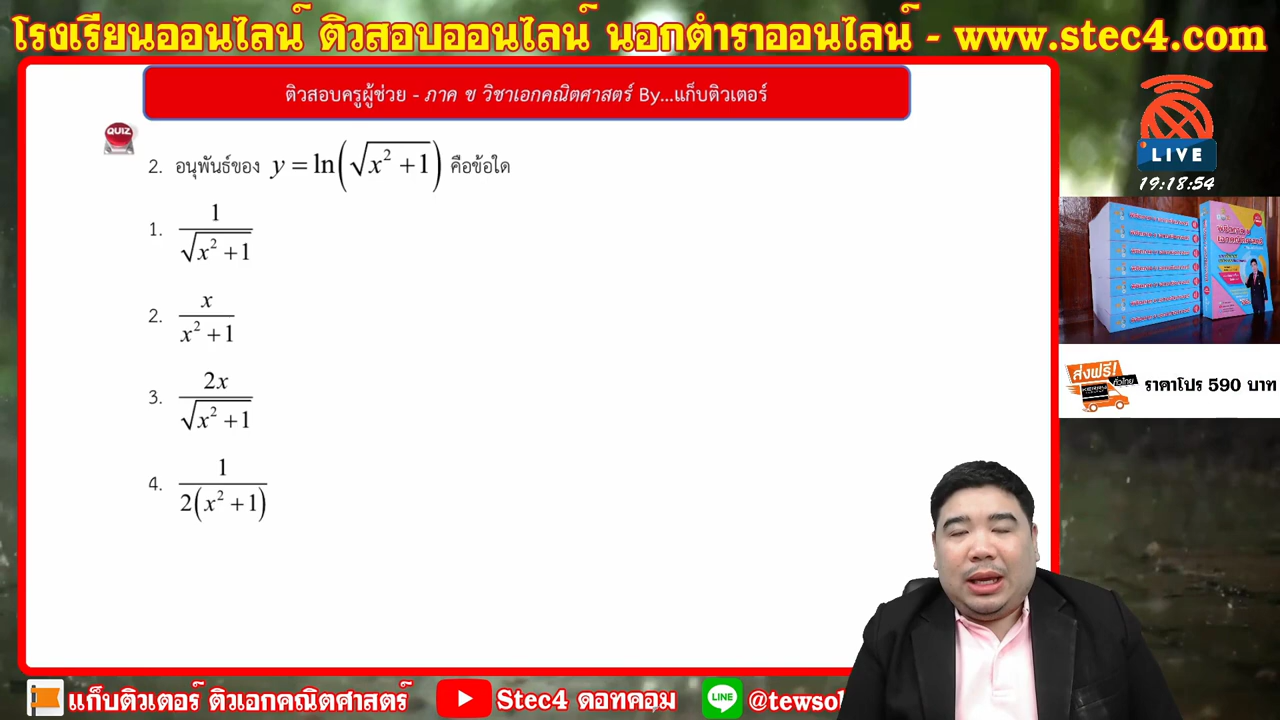 โรงเรียนออนไลน์ ติวสอบออนไลน์ นอกตำราออนไลน์ - www.stec4.com
ติวสอบครูผู้ช่วย - ภาค ข วิชาเอกคณิตศาสตร์ By...แก็บติวเตอร์
QUIZ
2. อนุพันธ์ของ y = ln(√(x² + 1)) คือข้อใด
1. 1/√(x² + 1)
2. x/(x² + 1)
3. 2x/√(x² + 1)
4. 1/(2(x² + 1))
LIVE
19:18:54
ส่งฟรี!
ทั่วไทย
ราคาโปร 590 บาท
แก็บติวเตอร์ ติวเอกคณิตศาสตร์
Stec4 ดอทคอม
LINE